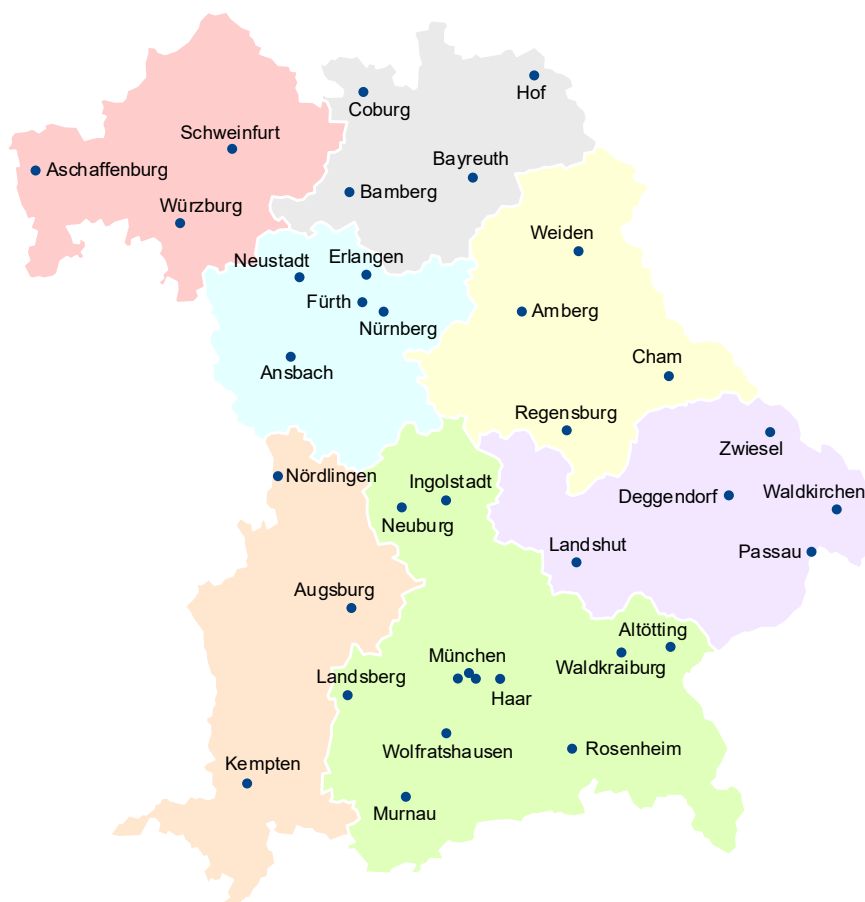 Hof
Coburg
Schweinfurt
Bayreuth
Aschaffenburg
Bamberg
Würzburg
Weiden
Erlangen
Neustadt
Fürth
Amberg
Nürnberg
Cham
Ansbach
Regensburg
Zwiesel
Nördlingen
Ingolstadt
Deggendorf
Waldkirchen
Neuburg
Landshut
Passau
Augsburg
Altötting
München
Waldkraiburg
Landsberg
Haar
Wolfratshausen
Rosenheim
Kempten
Murnau